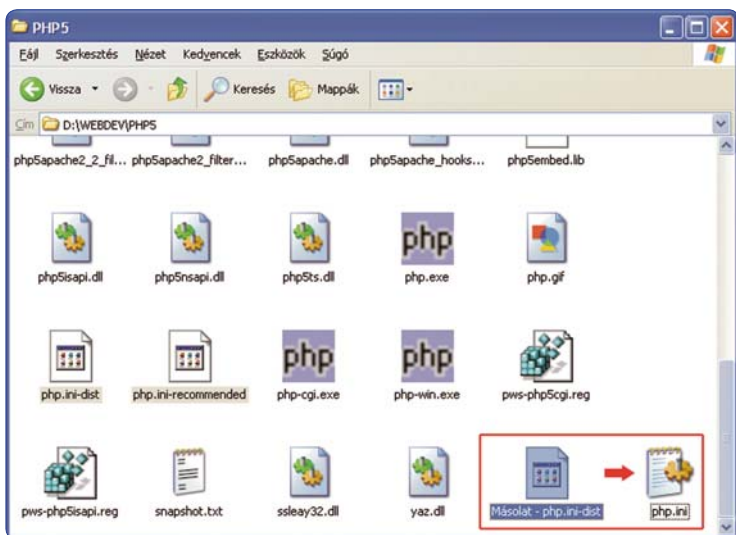 PHP5
Fájl Szerkesztés Nézet Kedvencek Eszközök Súgó
Vissza Keresés Mappák
Cím D:\WEBDEV\PHP5
php5apache2_2_fil... php5apache2_filter... php5apache.dll php5apache_hooks... php5embed.lib
php5isapi.dll php5nsapi.dll php5ts.dll php.exe php.gif
php.ini-dist php.ini-recommended php-cgi.exe php-win.exe pws-php5cgi.reg
pws-php5isapi.reg snapshot.txt ssleay32.dll yaz.dll Másolat - php.ini-dist php.ini